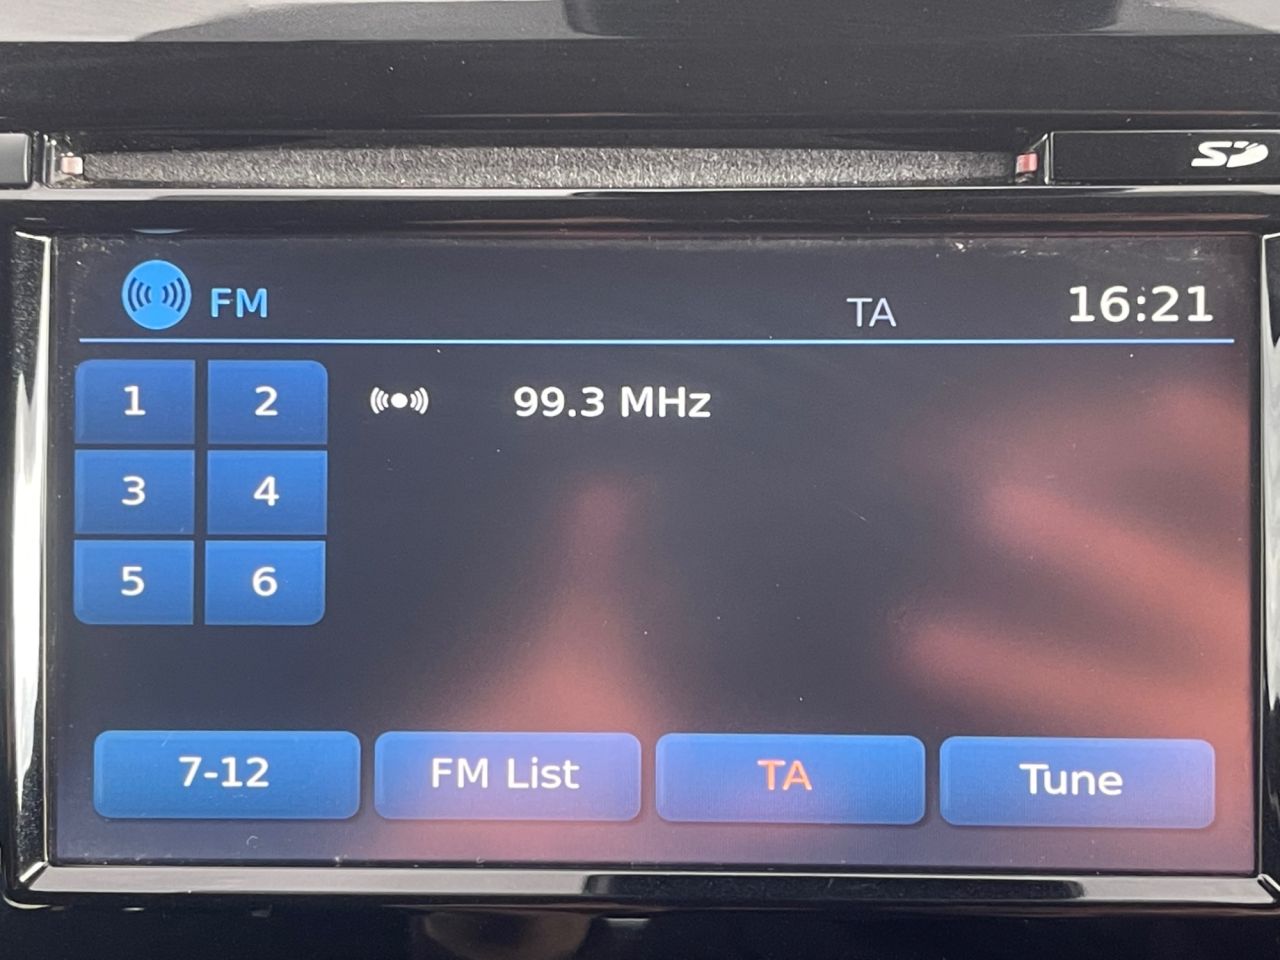 SD
FM TA 16:21
1 2 99.3 MHz
3 4
5 6
7-12 FM List TA Tune